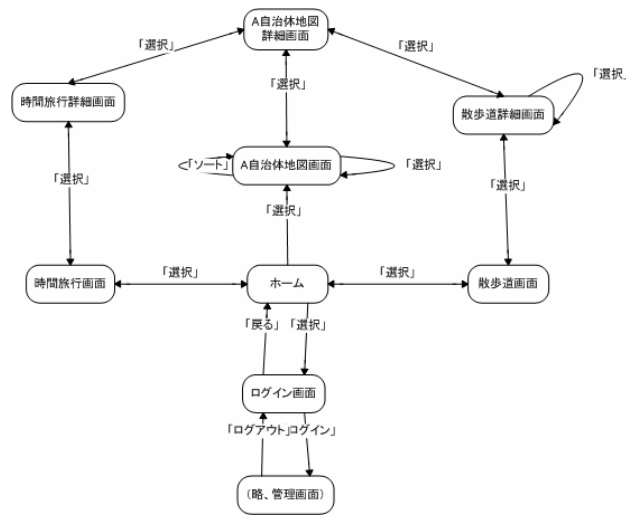 A自治体地図
詳細画面
「選択」
「選択」
「選択」
「選択」
時間旅行詳細画面
散歩道詳細画面
「ソート」
A自治体地図画面
「選択」
「選択」
「選択」
「選択」
時間旅行画面
「選択」
ホーム
「選択」
散歩道画面
「戻る」
「選択」
ログイン画面
「ログアウト」
ログイン」
(略、管理画面)